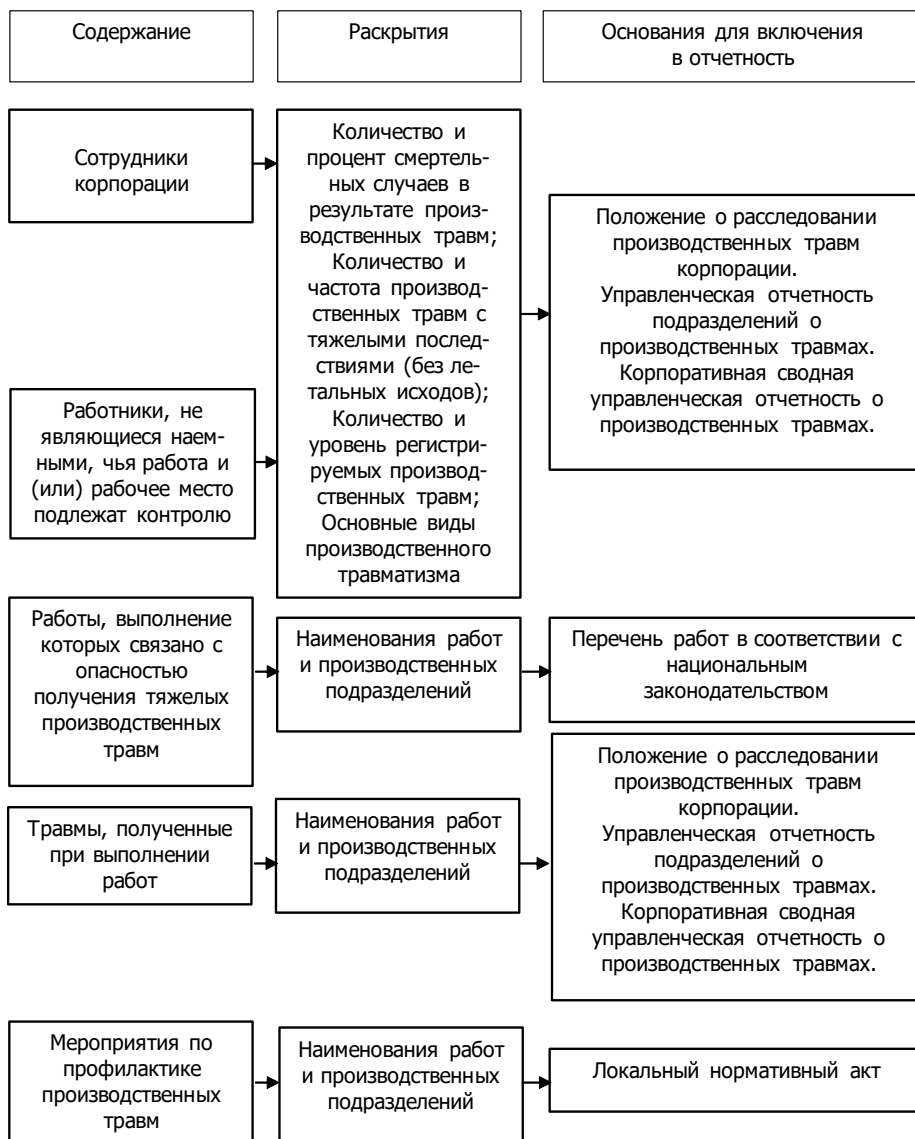 Содержание
Раскрытия
Основания для включения
в отчетность
Сотрудники
корпорации
Работники, не
являющиеся наем-
ными, чья работа и
(или) рабочее место
подлежат контролю
Количество и
процент смертель-
ных случаев в
результате произ-
водственных травм;
Количество и
частота производ-
ственных травм с
тяжелыми послед-
ствиями (без ле-
тальных исходов);
Количество и
уровень регистри-
руемых производ-
ственных травм;
Основные виды
производственного
травматизма
Положение о расследовании
производственных травм
корпорации.
Управленческая отчетность
подразделений о
производственных травмах.
Корпоративная сводная
управленческая отчетность о
производственных травмах.
Работы, выполнение
которых связано с
опасностью
получения тяжелых
производственных
травм
Наименования работ
и производственных
подразделений
Перечень работ в соответствии с
национальным
законодательством
Травмы, полученные
при выполнении
работ
Наименования работ
и производственных
подразделений
Положение о расследовании
производственных травм
корпорации.
Управленческая отчетность
подразделений о
производственных травмах.
Корпоративная сводная
управленческая отчетность о
производственных травмах.
Мероприятия по
профилактике
производственных
травм
Наименования работ
и производственных
подразделений
Локальный нормативный акт